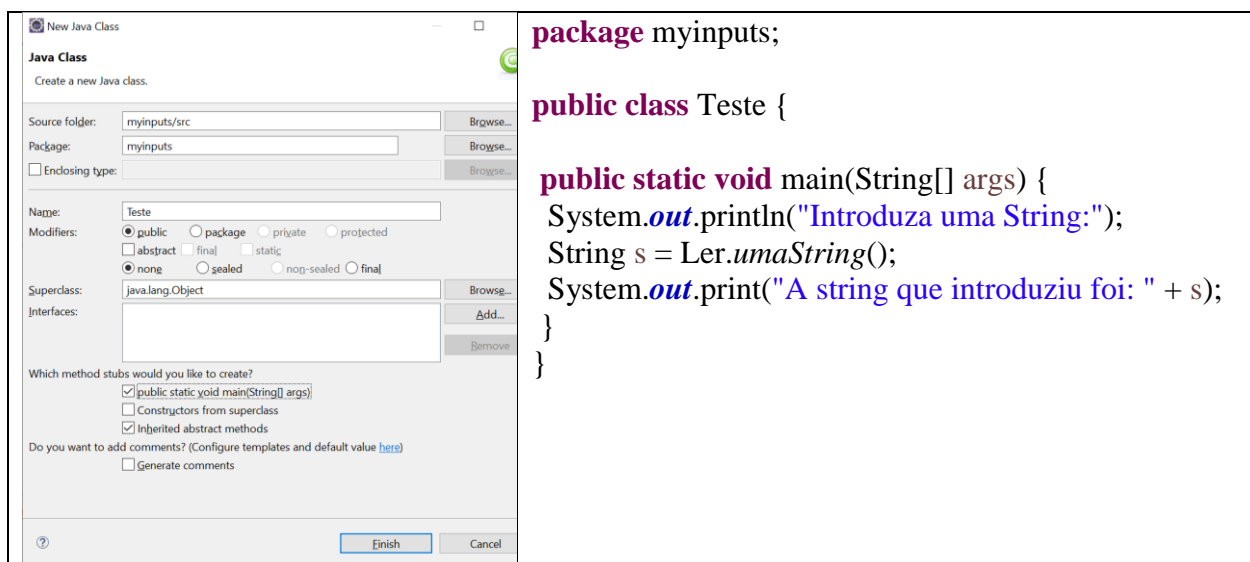 New Java Class
Java Class
Create a new Java class.
Source folder: myinputs/src Browse...
Package: myinputs Browse...
Enclosing type: Browse...
Name: Teste
Modifiers: public package private protected
abstract final static
none sealed non-sealed final
Superclass: java.lang.Object Browse...
Interfaces: Add...
Remove
Which method stubs would you like to create?
public static void main(String[] args)
Constructors from superclass
Inherited abstract methods
Do you want to add comments? (Configure templates and default value here)
Generate comments
? Finish Cancel
package myinputs;
public class Teste {
public static void main(String[] args) {
System.out.println("Introduza uma String:");
String s = Ler.umaString();
System.out.print("A string que introduziu foi: " + s);
}
}